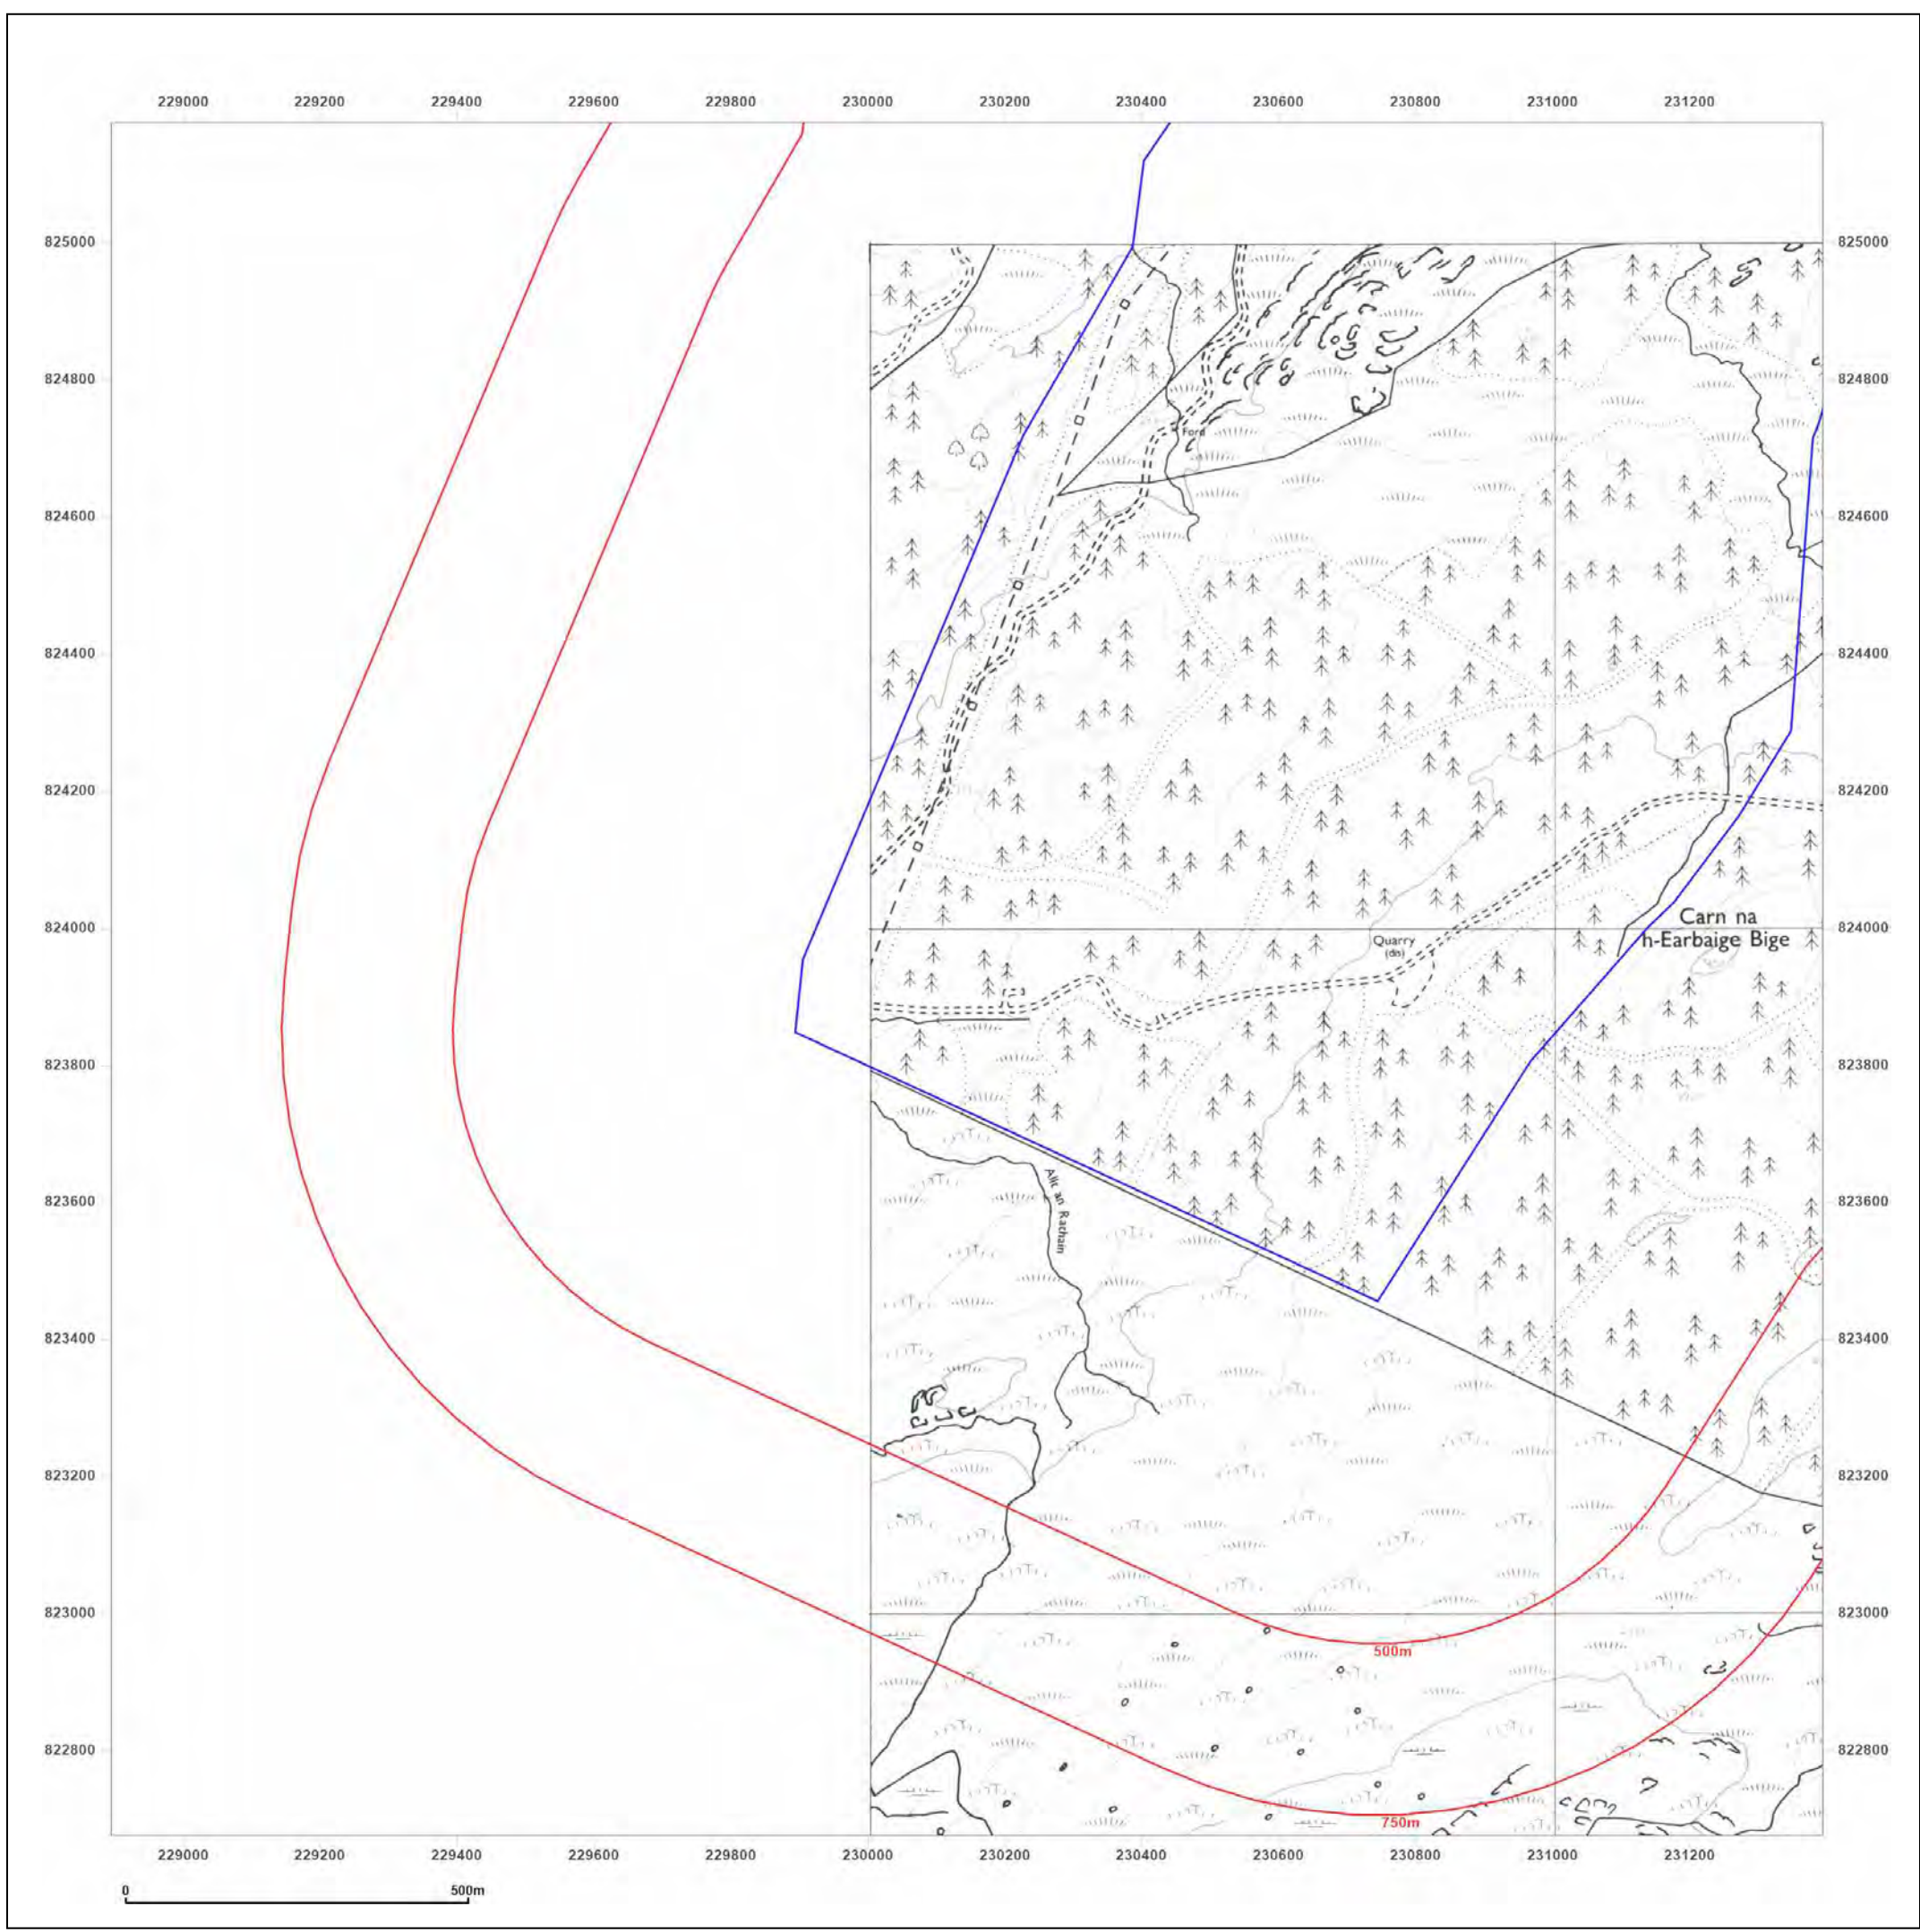 229000 229200 229400 229600 229800 230000 230200 230400 230600 230800 231000 231200
825000 825000
824800 824800
Ford
824600 824600
824400 824400
824200 824200
Carn na
h-Earbaige Bige
824000 824000
Quarry
(dis)
823800 823800
Allt an Rathain
823600 823600
823400 823400
823200 823200
823000 823000
500m
822800 822800
750m
229000 229200 229400 229600 229800 230000 230200 230400 230600 230800 231000 231200
0 500m